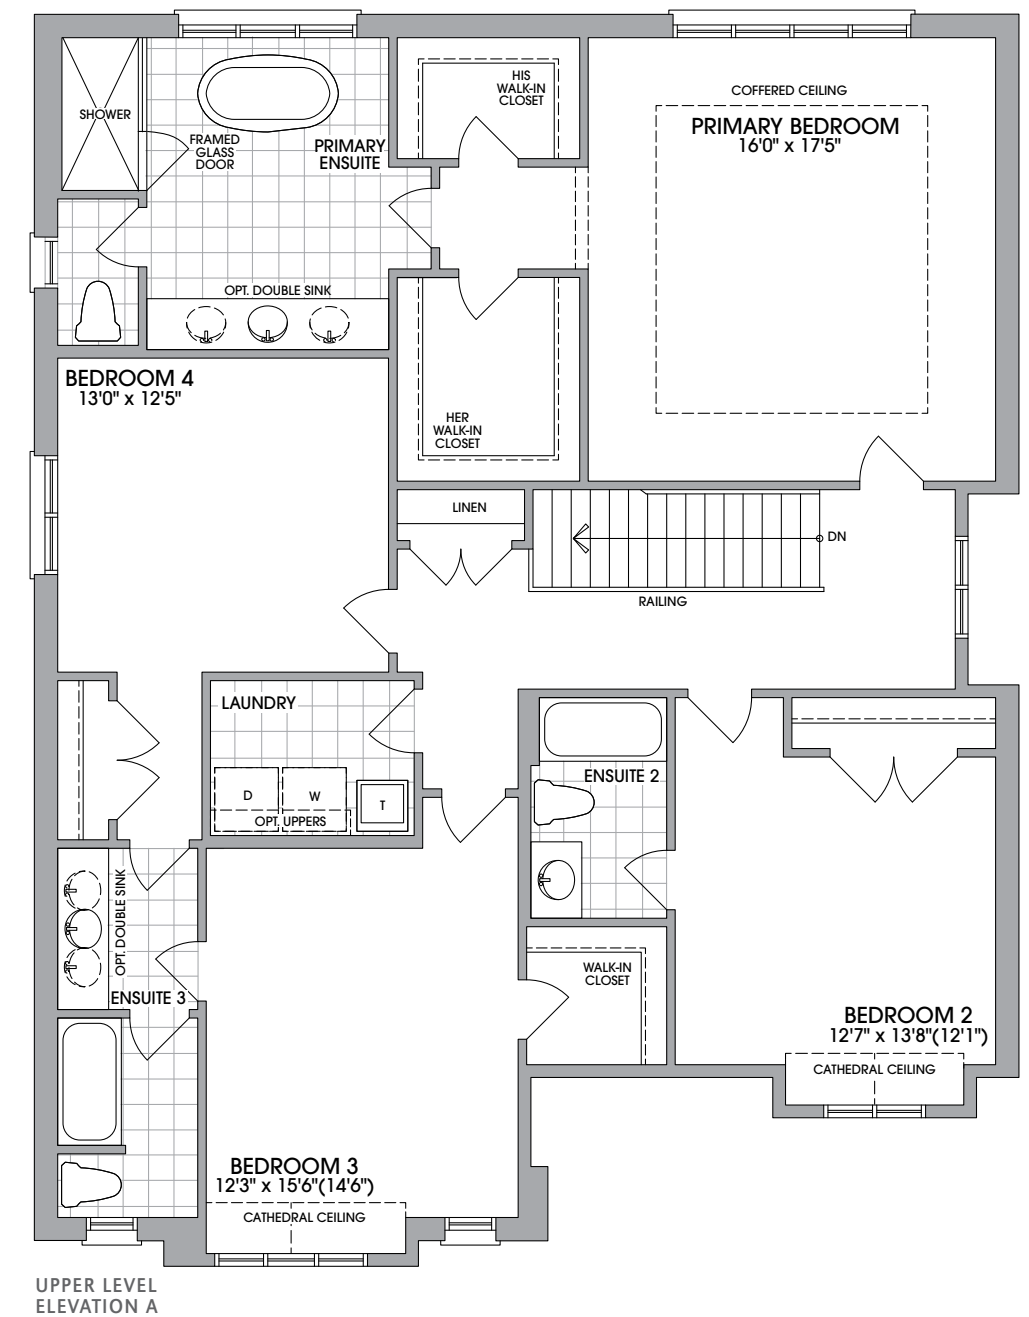 SHOWER
FRAMED
GLASS
DOOR
PRIMARY
ENSUITE
HIS
WALK-IN
CLOSET
COFFERED CEILING
PRIMARY BEDROOM
16'0" x 17'5"
OPT. DOUBLE SINK
BEDROOM 4
13'0" x 12'5"
HER
WALK-IN
CLOSET
LINEN
DN
RAILING
LAUNDRY
D
W
T
OPT. UPPERS
ENSUITE 2
OPT. DOUBLE SINK
ENSUITE 3
WALK-IN
CLOSET
BEDROOM 2
12'7" x 13'8"(12'1")
CATHEDRAL CEILING
BEDROOM 3
12'3" x 15'6"(14'6")
CATHEDRAL CEILING
UPPER LEVEL
ELEVATION A